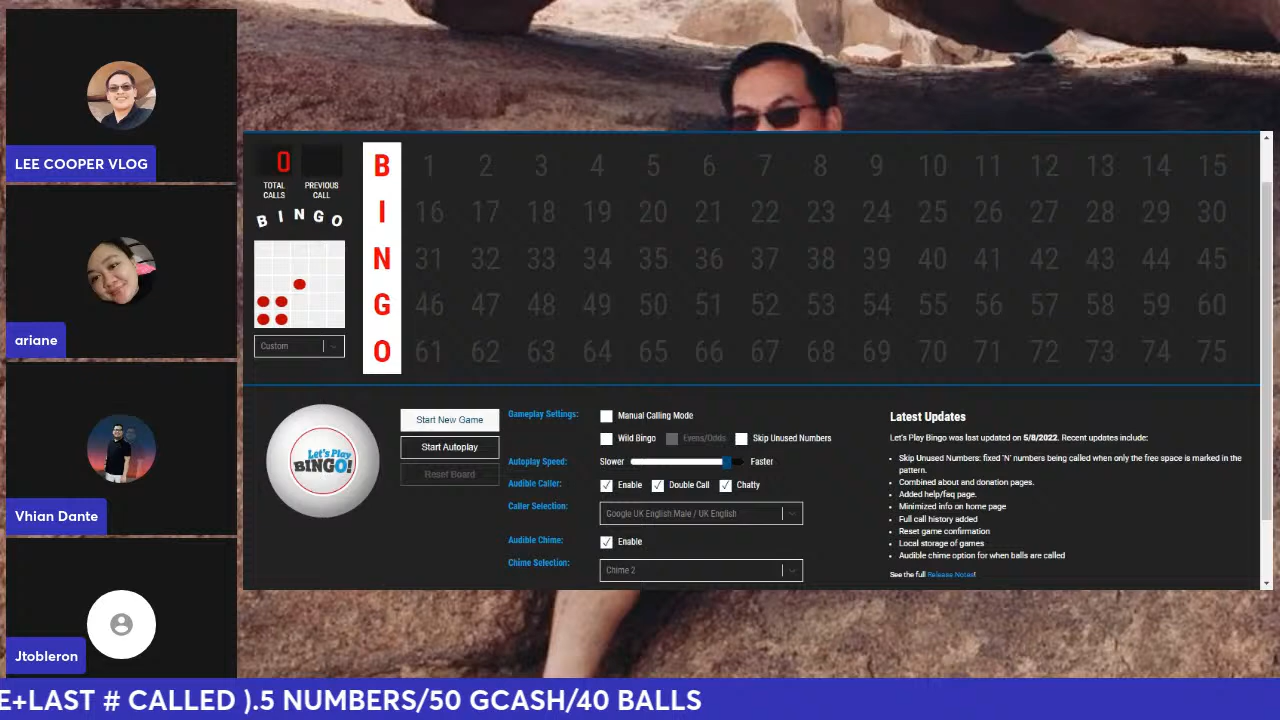 LEE COOPER VLOG
ariane
Vhian Dante
Jtobleron
0
TOTAL CALLS
PREVIOUS CALL
BINGO
Custom
B 1 2 3 4 5 6 7 8 9 10 11 12 13 14 15
I 16 17 18 19 20 21 22 23 24 25 26 27 28 29 30
N 31 32 33 34 35 36 37 38 39 40 41 42 43 44 45
G 46 47 48 49 50 51 52 53 54 55 56 57 58 59 60
O 61 62 63 64 65 66 67 68 69 70 71 72 73 74 75
Let's Play
BINGO!
Start New Game
Start Autoplay
Reset Board
Gameplay Settings:
Manual Calling Mode
Wild Bingo Evens/Odds Skip Unused Numbers
Autoplay Speed: Slower Faster
Audible Caller: Enable Double Call Chatty
Caller Selection: Google UK English Male / UK English
Audible Chime: Enable
Chime Selection: Chime 2
Latest Updates
Let's Play Bingo was last updated on 5/8/2022. Recent updates include:
Skip Unused Numbers: fixed 'N' numbers being called when only the free space is marked in the
pattern.
Combined about and donation pages.
Added help/faq page.
Minimized info on home page
Full call history added
Reset game confirmation
Local storage of games
Audible chime option for when balls are called
See the full Release Notes!
E+LAST # CALLED ).5 NUMBERS/50 GCASH/40 BALLS